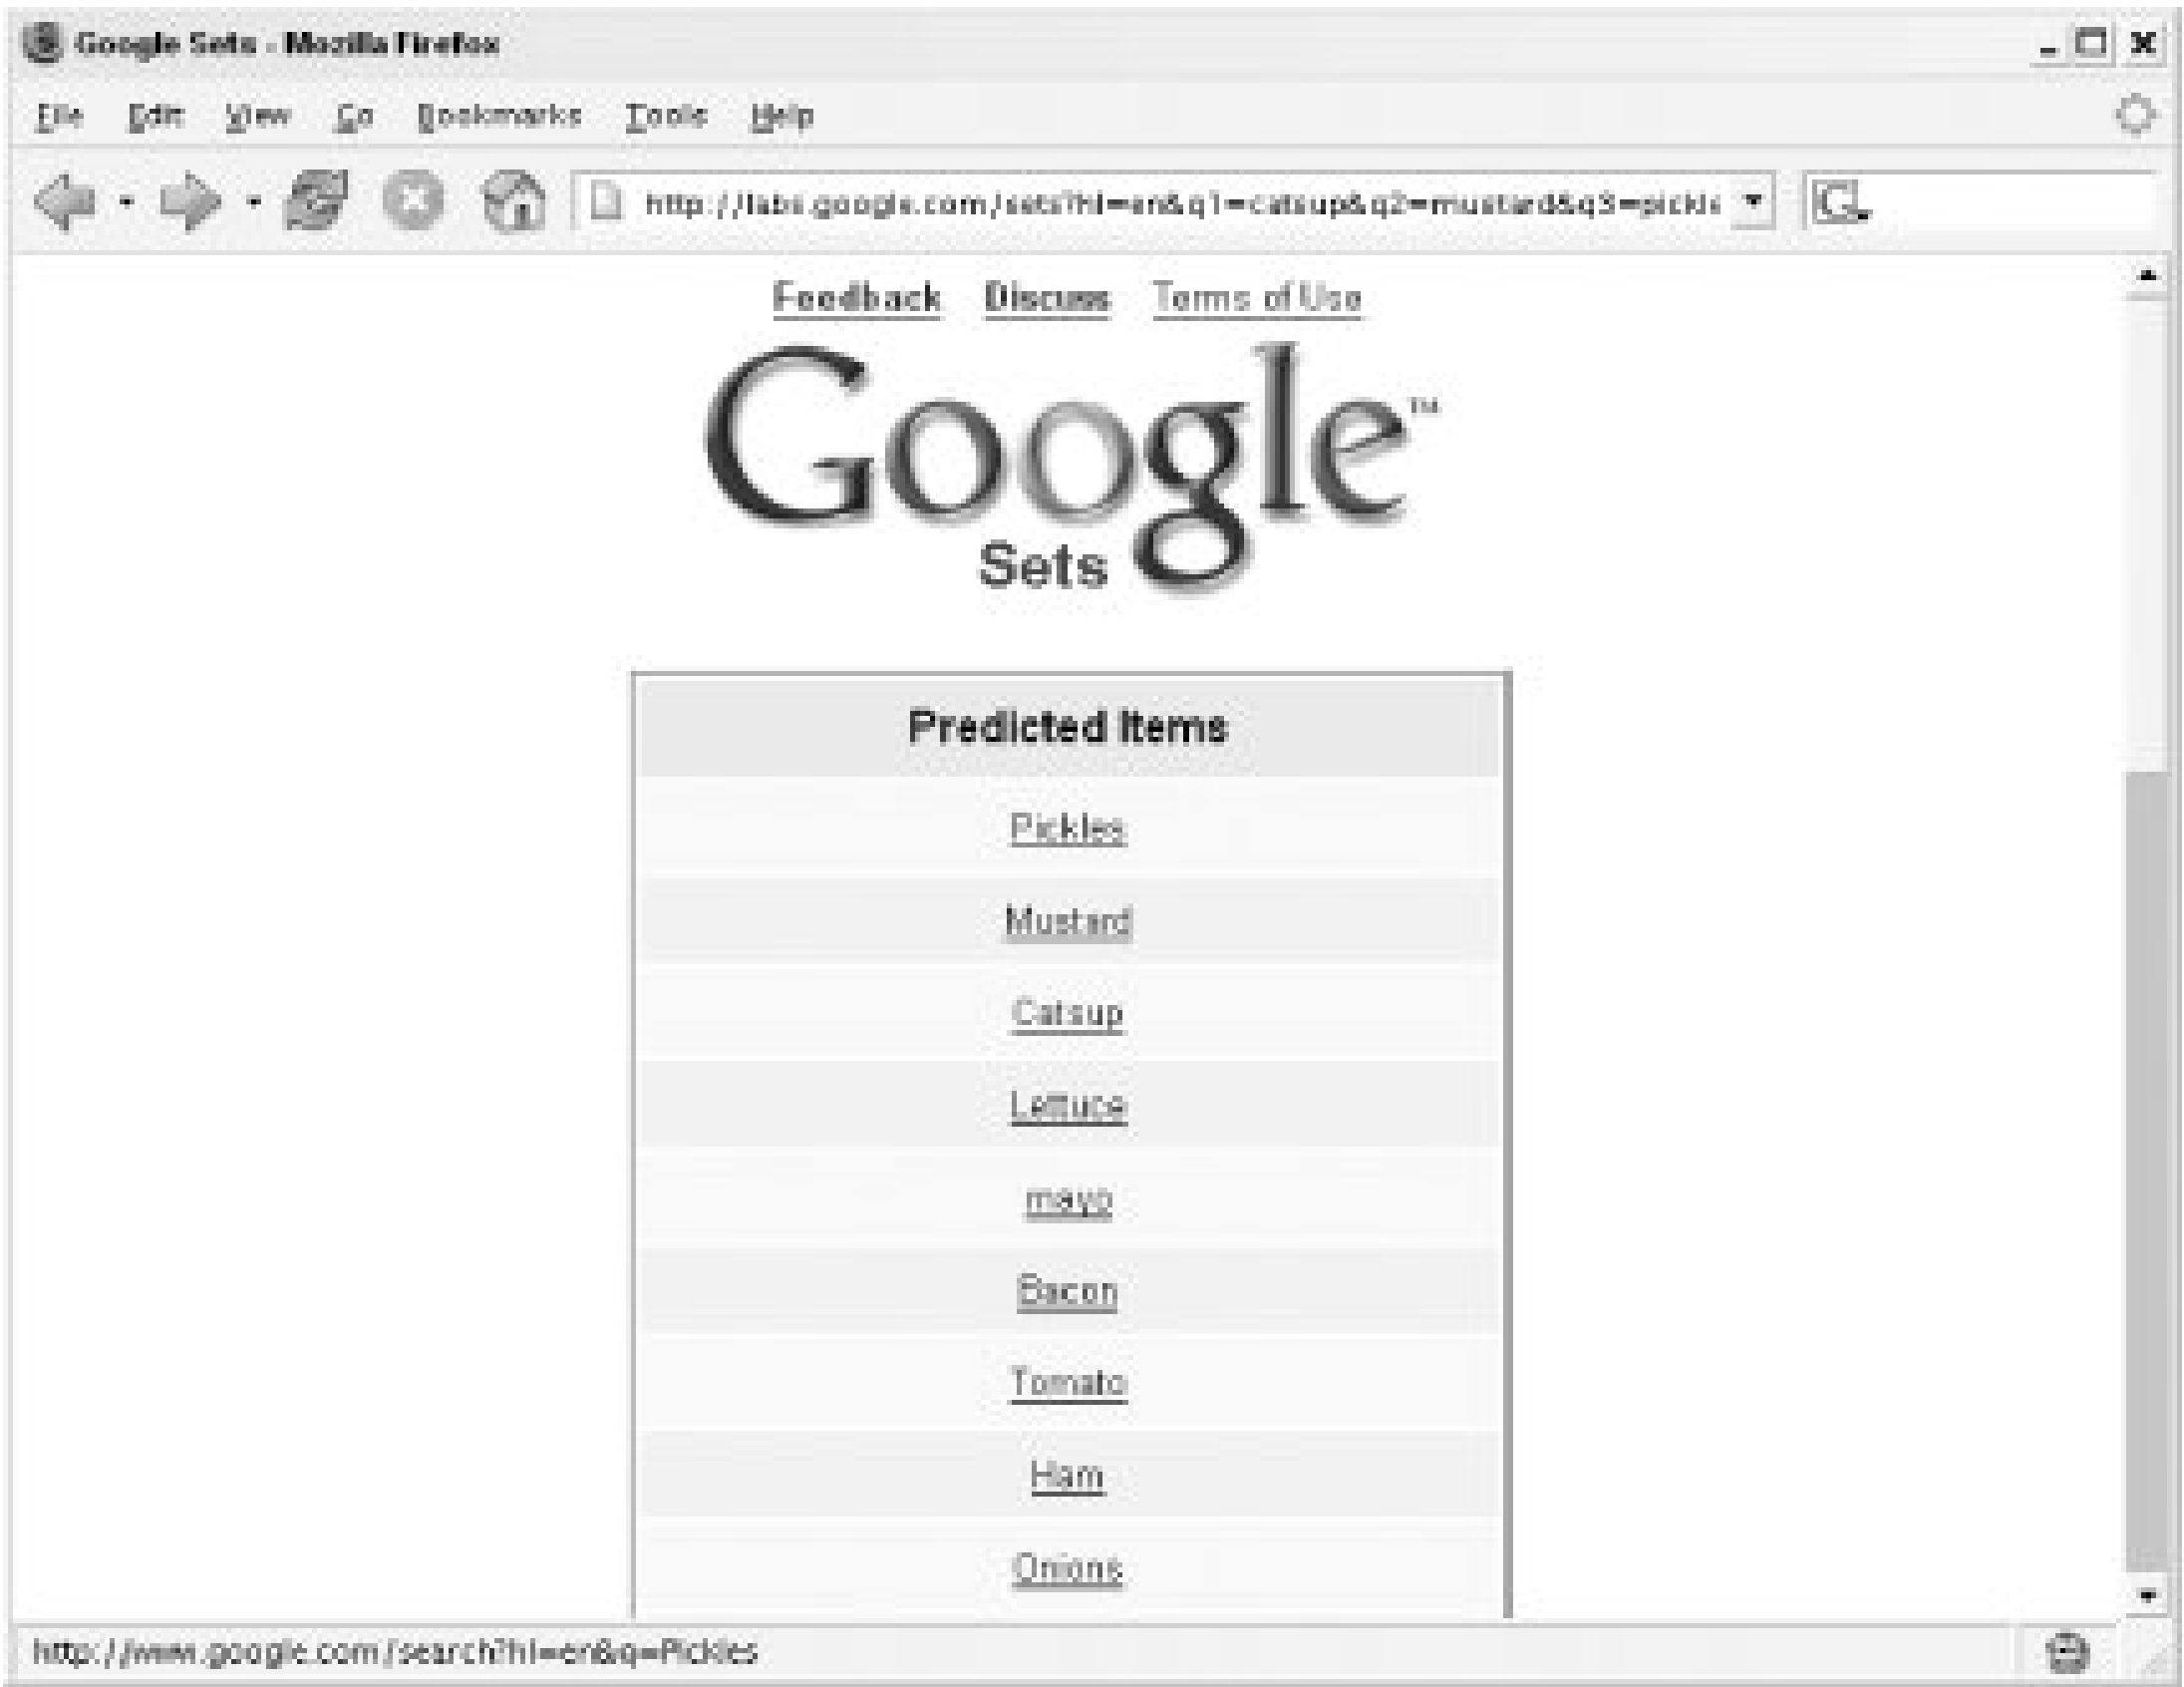 Google Sets - Mozilla Firefox
File Edit View Go Bookmarks Tools Help
http://labs.google.com/sets?hl=en&q1=catsup&q2=mustard&q3=pickle
Feedback Discuss Terms of Use
Google™
Sets
Predicted Items
Pickles
Mustard
Catsup
Lettuce
mayo
Bacon
Tomato
Ham
Onions
http://www.google.com/search?hl=en&q=Pickles